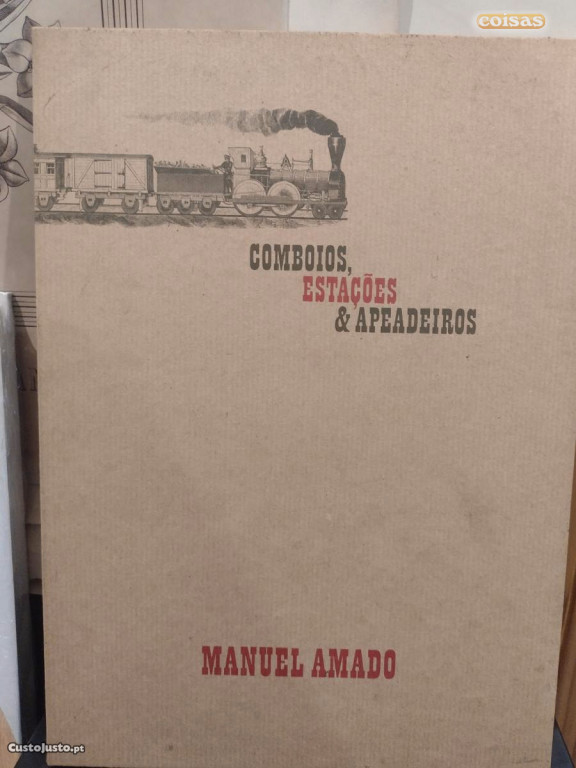 coisas
COMBOIOS,
ESTAÇÕES
& APEADEIROS
MANUEL AMADO
CustoJusto.pt